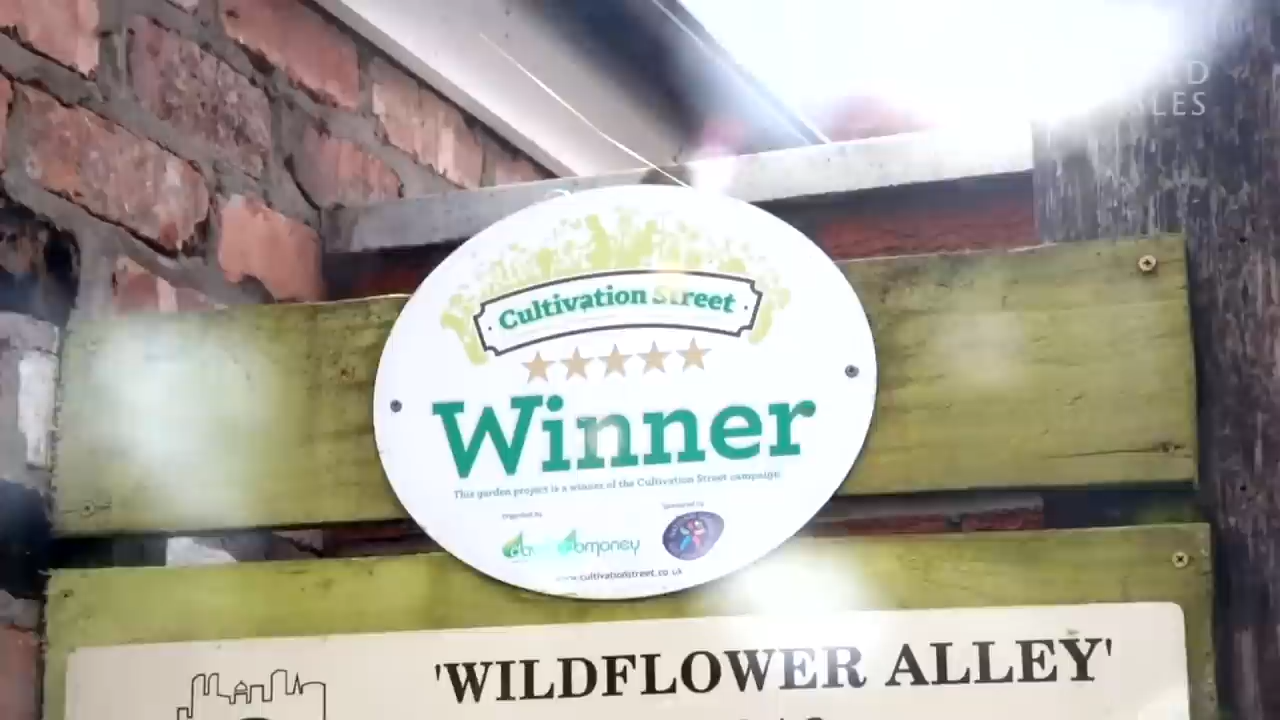 Cultivation Street
Winner
This garden project is a winner of the Cultivation Street campaign
Organised by
Sponsored by
www.cultivationstreet.co.uk
'WILDFLOWER ALLEY'